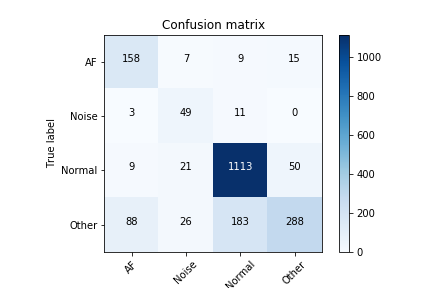 Confusion matrix
True label
AF 158 7 9 15
Noise 3 49 11 0
Normal 9 21 1113 50
Other 88 26 183 288
AF Noise Normal Other
1000
800
600
400
200
0